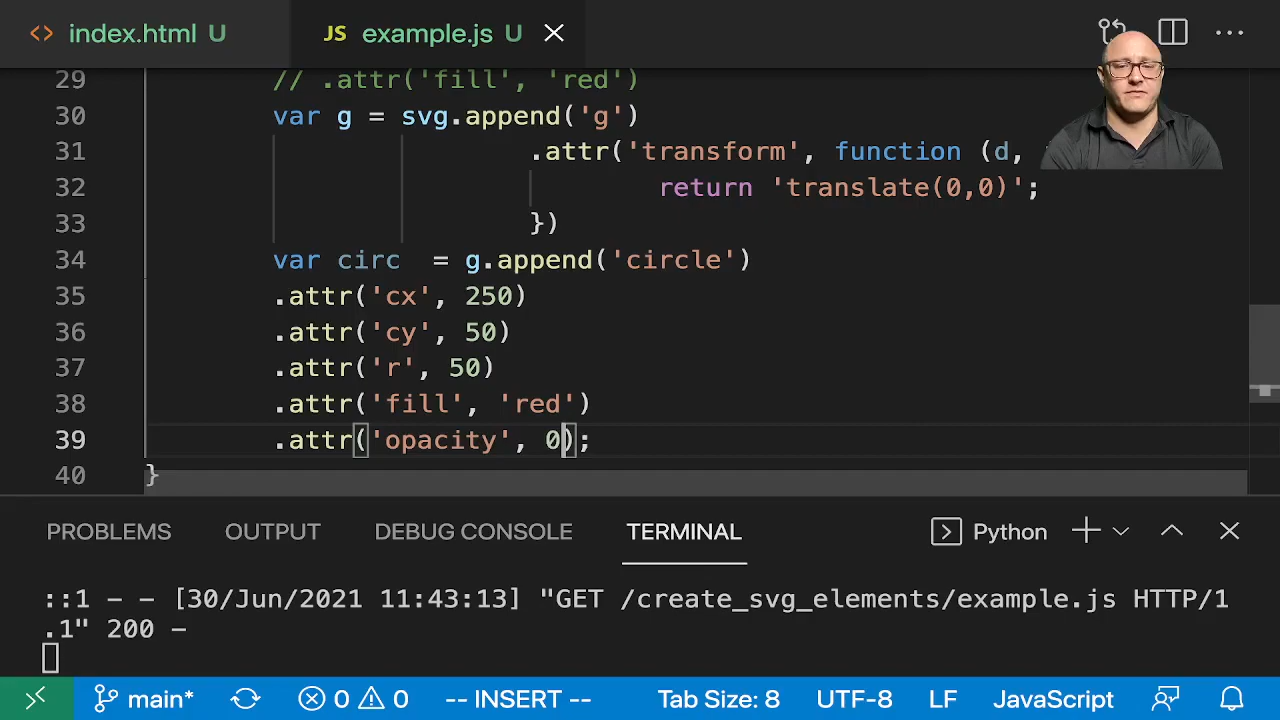 <> index.html U JS example.js U
29 // .attr('fill', 'red')
30 var g = svg.append('g')
31 .attr('transform', function (d,
32 return 'translate(0,0)';
33 })
34 var circ  = g.append('circle')
35 .attr('cx', 250)
36 .attr('cy', 50)
37 .attr('r', 50)
38 .attr('fill', 'red')
39 .attr('opacity', 0);
40 }
PROBLEMS OUTPUT DEBUG CONSOLE TERMINAL Python
::1 - - [30/Jun/2021 11:43:13] "GET /create_svg_elements/example.js HTTP/1
.1" 200 -
main* 0 0 -- INSERT -- Tab Size: 8 UTF-8 LF JavaScript